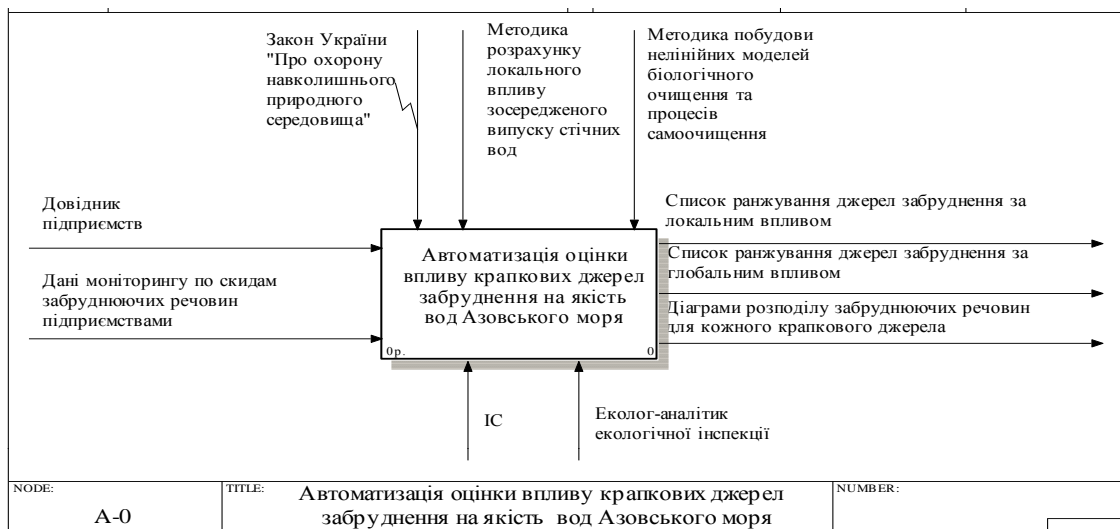 Закон України
"Про охорону
навколишнього
природного
середовища"
Методика
розрахунку
локального
впливу
зосередженого
випуску стічних
вод
Методика побудови
нелінійних моделей
біологічного
очищення та
процесів
самоочищення
Довідник
підприємств
Дані моніторингу по скидам
забруднюючих речовин
підприємствами
Автоматизація оцінки
впливу крапкових джерел
забруднення на якість
вод Азовського моря
0р.
0
Список ранжування джерел забруднення за
локальним впливом
Список ранжування джерел забруднення за
глобальним впливом
Діаграми розподілу забруднюючих речовин
для кожного крапкового джерела
ІС
Еколог-аналітик
екологічної інспекції
NODE:
A-0
TITLE:
Автоматизація оцінки впливу крапкових джерел
забруднення на якість вод Азовського моря
NUMBER: